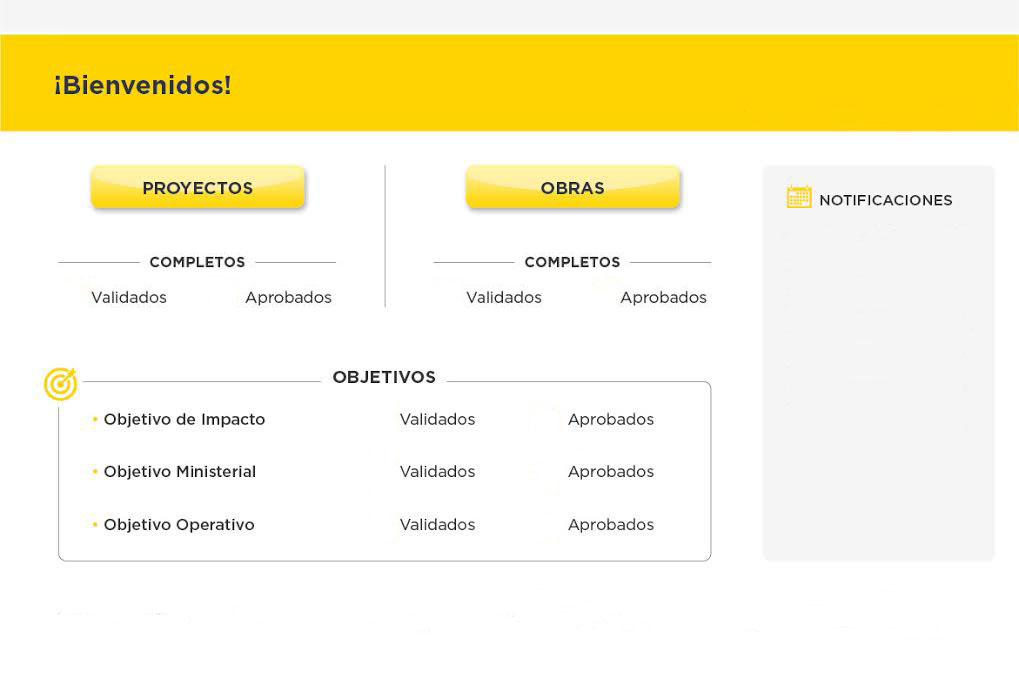 ¡Bienvenidos!
PROYECTOS
COMPLETOS
Validados Aprobados
OBRAS
COMPLETOS
Validados Aprobados
OBJETIVOS
• Objetivo de Impacto Validados Aprobados
• Objetivo Ministerial Validados Aprobados
• Objetivo Operativo Validados Aprobados
NOTIFICACIONES